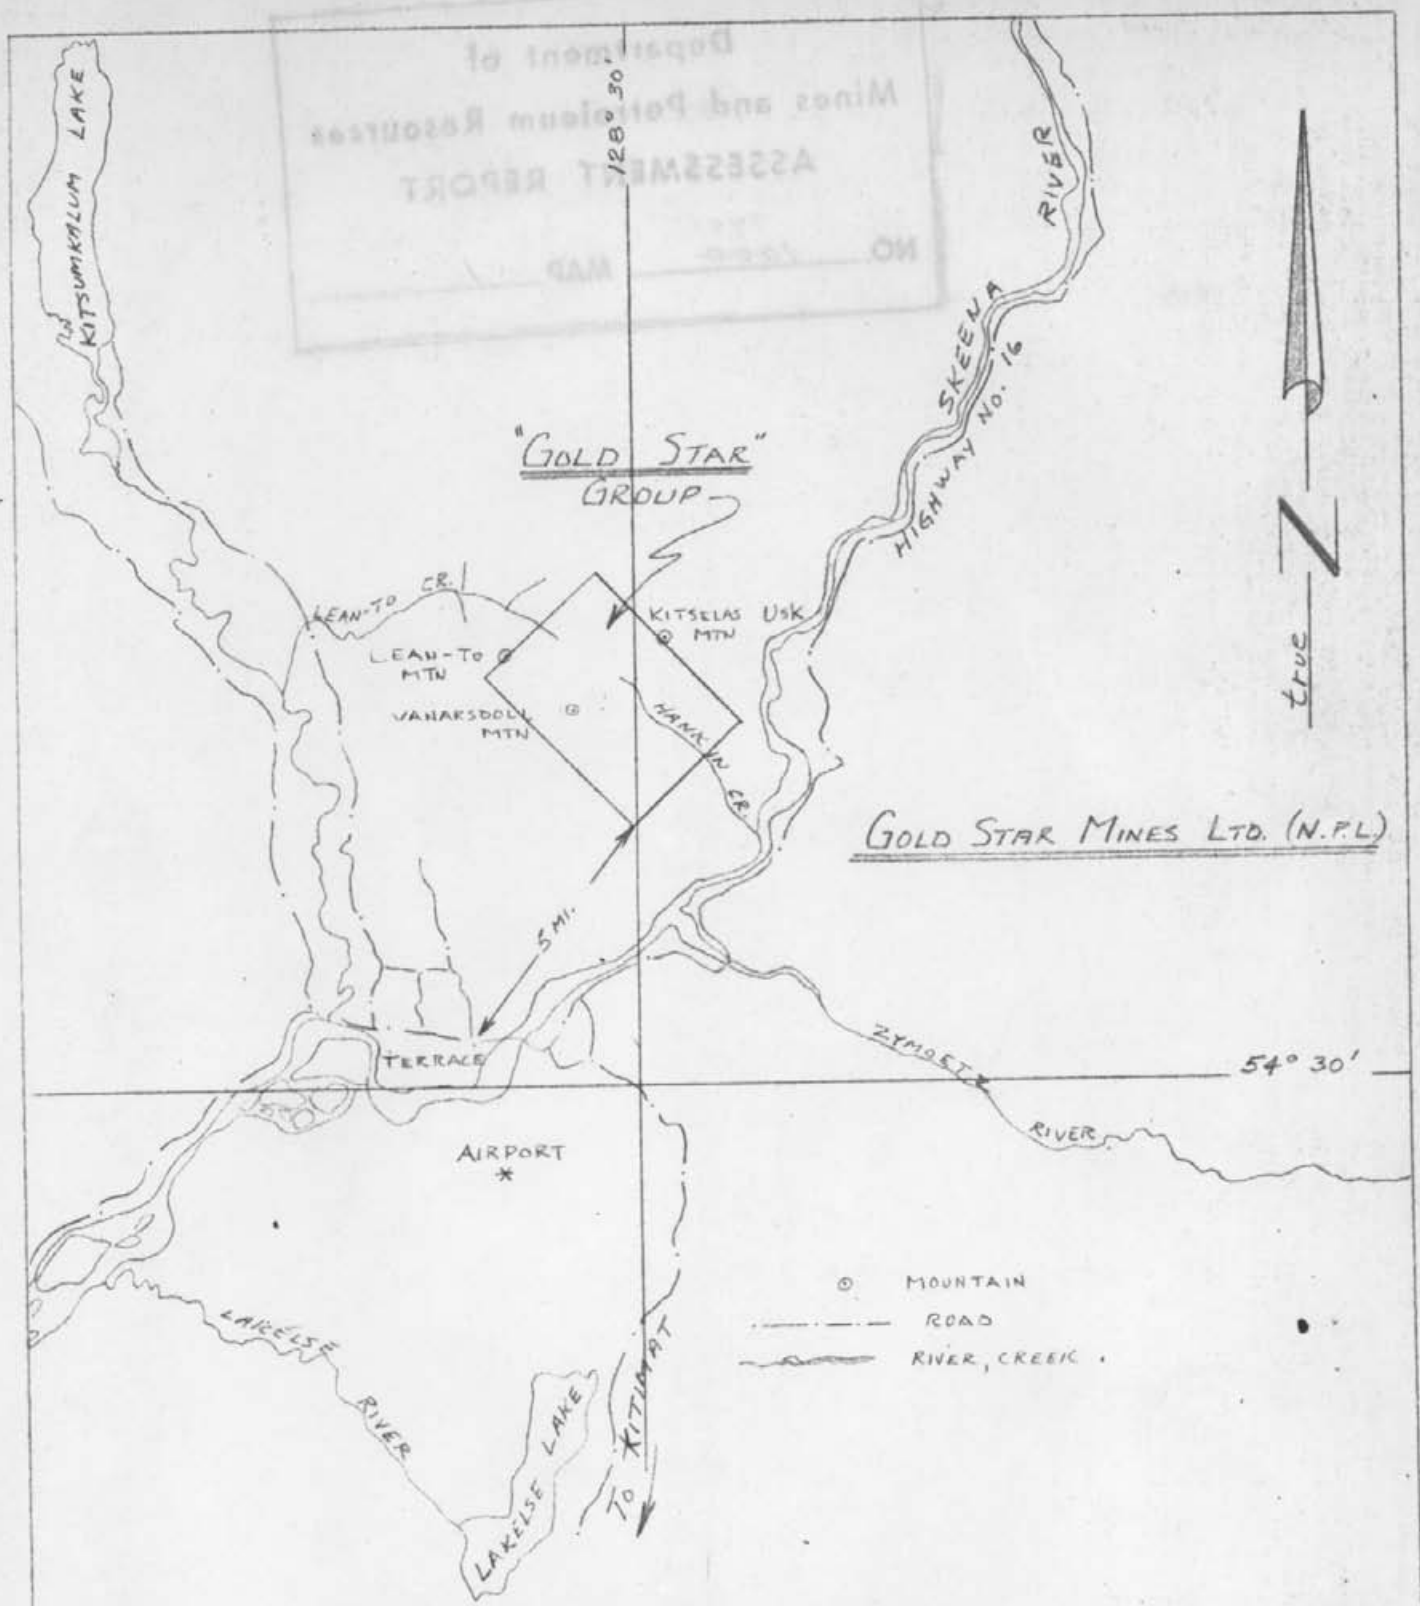 Department of
Mines and Petroleum Resources
ASSESSMENT REPORT
NO. MAP 1
KITSUMKALUM LAKE
128° 30'
SKEENA RIVER
HIGHWAY NO. 16
"GOLD STAR"
GROUP
LEAN-TO CR.
KITSELAS
MTN
USK
LEAN-TO
MTN
VANARSDOLL
MTN
HANKIN CR.
true
N
GOLD STAR MINES LTD. (N.P.L)
5 MI.
TERRACE
ZYMOETZ
RIVER
54° 30'
AIRPORT
MOUNTAIN
ROAD
RIVER, CREEK.
LAKELSE
RIVER
LAKELSE LAKE
TO KITIMAT